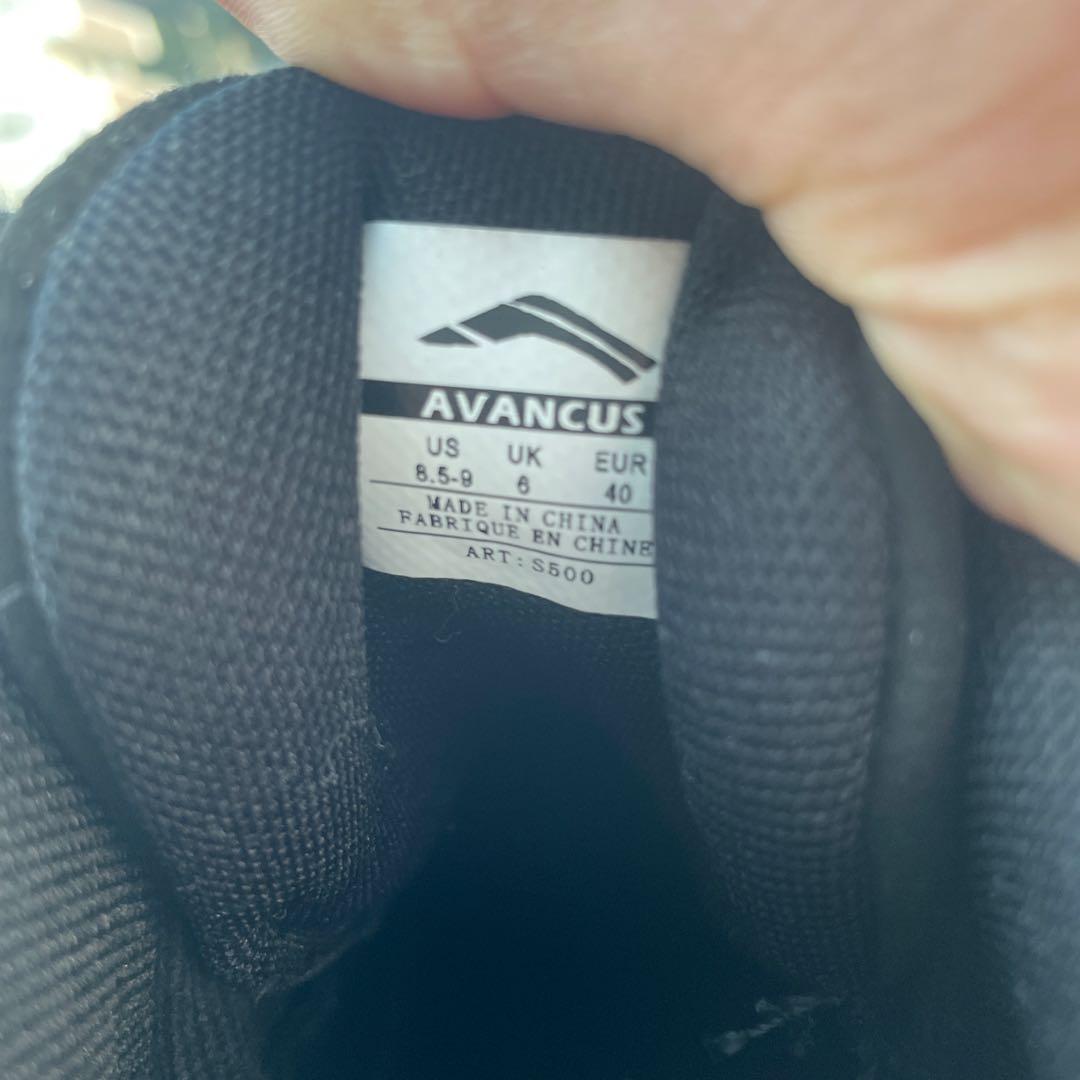 AVANCUS
US UK EUR
8.5-9 6 40
MADE IN CHINA
FABRIQUE EN CHINE
ART: S500